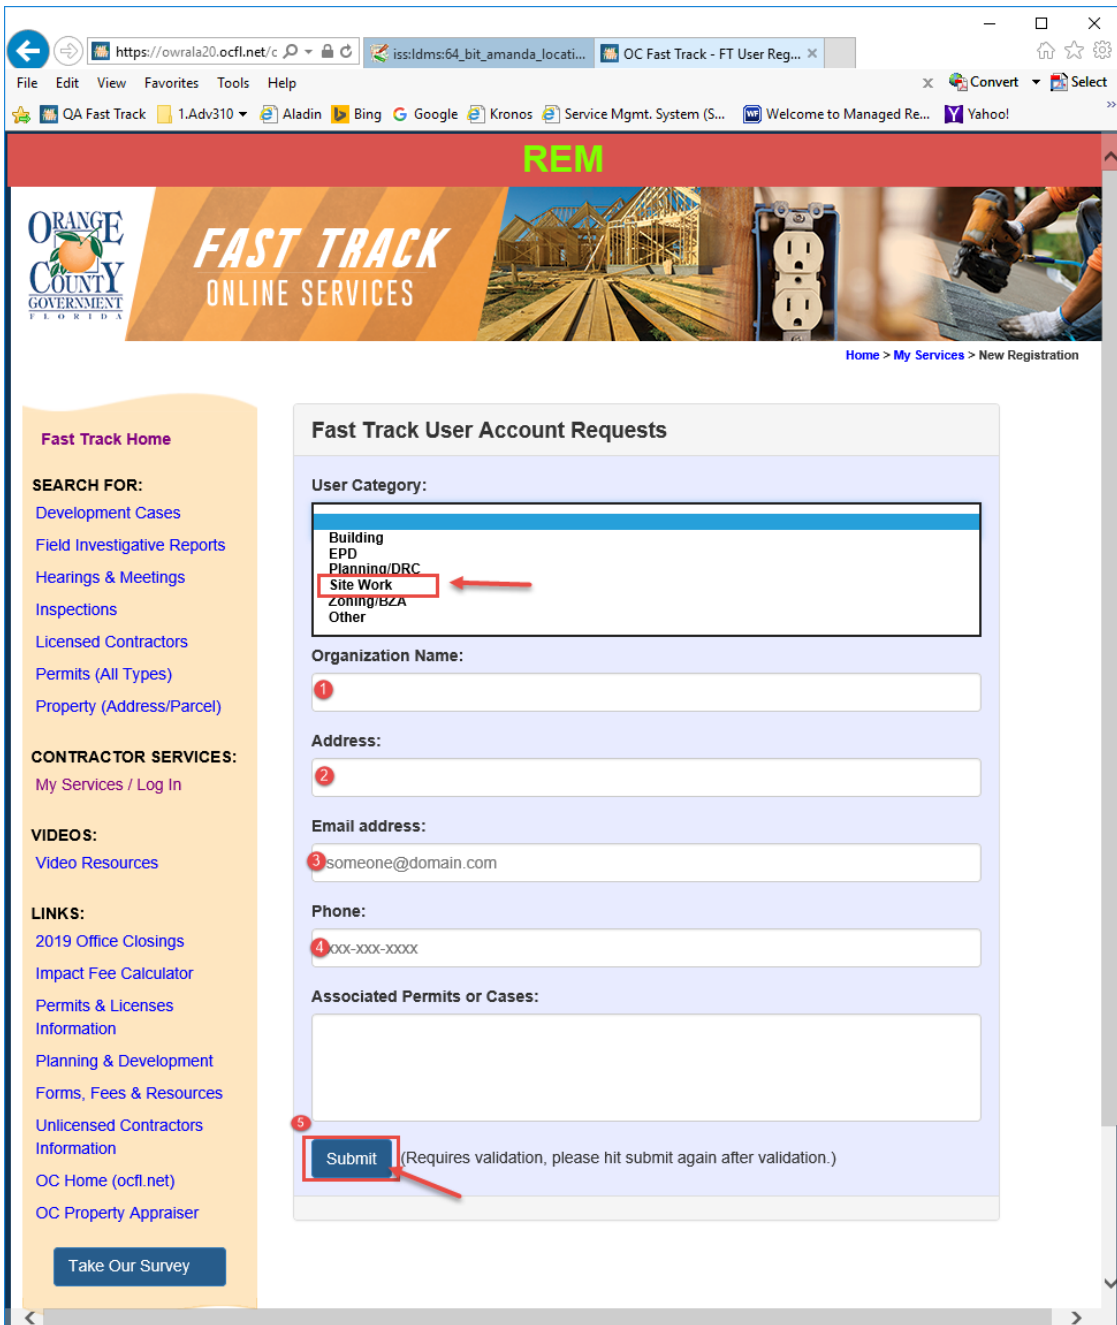 https://owrala20.ocfl.net/c
iss:ldms:64_bit_amanda_locati...
OC Fast Track - FT User Reg...
File Edit View Favorites Tools Help
x Convert Select
QA Fast Track 1.Adv310 Aladin Bing Google Kronos Service Mgmt. System (S... Welcome to Managed Re... Yahoo! »
REM
ORANGE
COUNTY
GOVERNMENT
FLORIDA
FAST TRACK
ONLINE SERVICES
Home > My Services > New Registration
Fast Track Home
SEARCH FOR:
Development Cases
Field Investigative Reports
Hearings & Meetings
Inspections
Licensed Contractors
Permits (All Types)
Property (Address/Parcel)
CONTRACTOR SERVICES:
My Services / Log In
VIDEOS:
Video Resources
LINKS:
2019 Office Closings
Impact Fee Calculator
Permits & Licenses
Information
Planning & Development
Forms, Fees & Resources
Unlicensed Contractors
Information
OC Home (ocfl.net)
OC Property Appraiser
Take Our Survey
Fast Track User Account Requests
User Category:
Building
EPD
Planning/DRC
Site Work
Zoning/BZA
Other
Organization Name:
1
Address:
2
Email address:
3 someone@domain.com
Phone:
4 xxx-xxx-xxxx
Associated Permits or Cases:
5
Submit (Requires validation, please hit submit again after validation.)